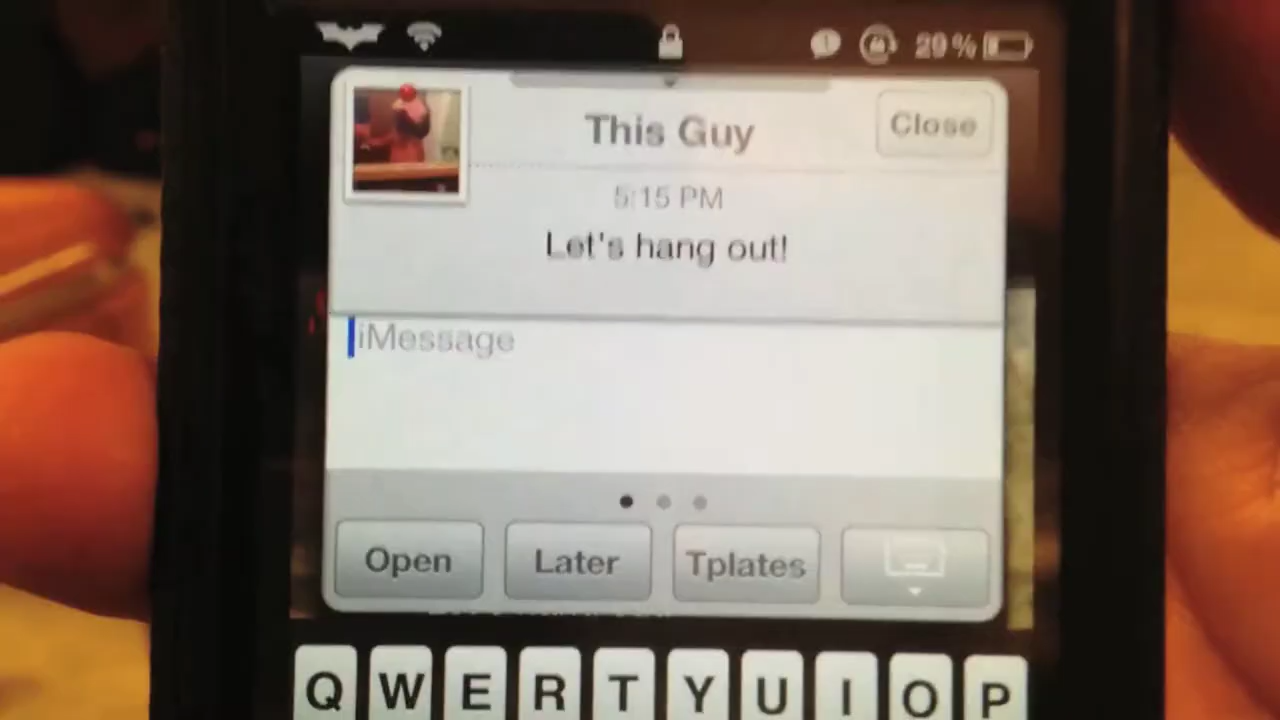 29%
This Guy
Close
5:15 PM
Let's hang out!
iMessage
Open
Later
Tplates
Q W E R T Y U I O P